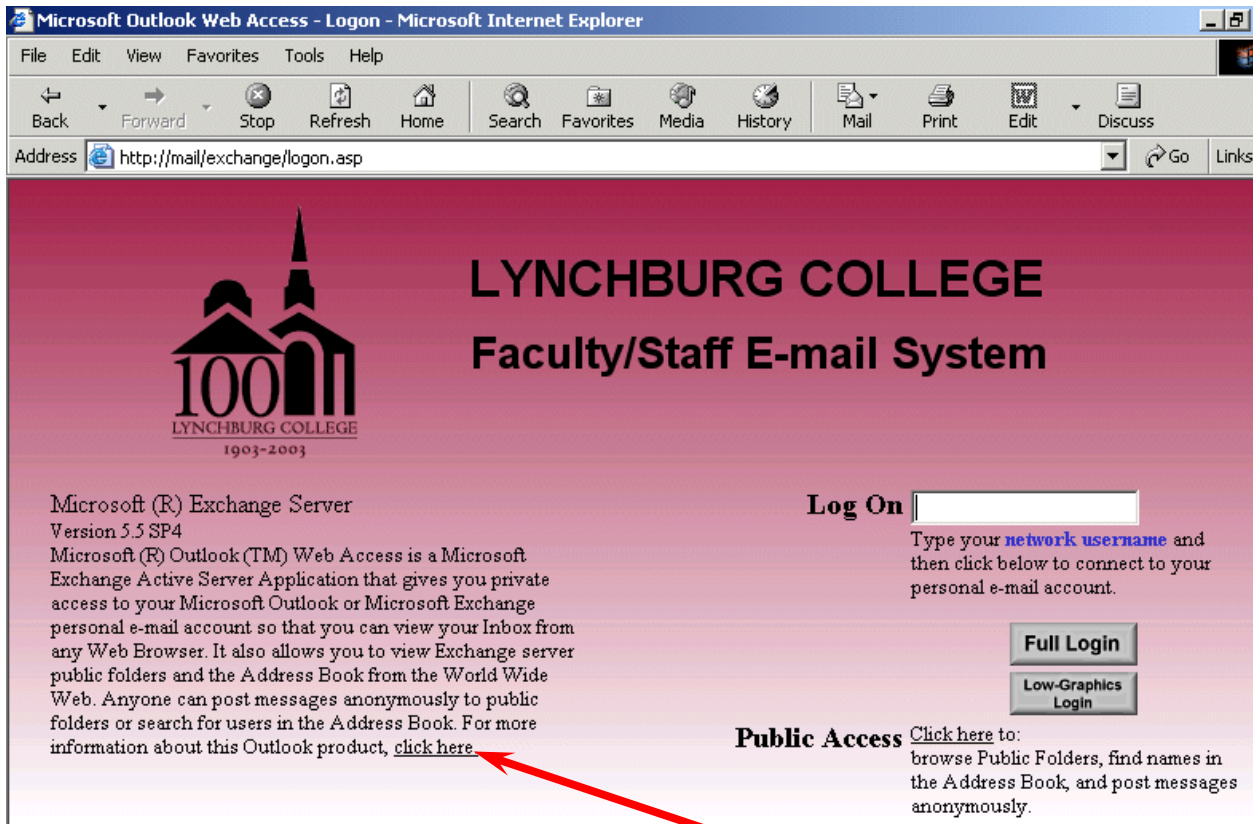 Microsoft Outlook Web Access - Logon - Microsoft Internet Explorer
File Edit View Favorites Tools Help
Back Forward Stop Refresh Home Search Favorites Media History Mail Print Edit Discuss
Address http://mail/exchange/logon.asp Go Links
LYNCHBURG COLLEGE
Faculty/Staff E-mail System
100
LYNCHBURG COLLEGE
1903-2003
Microsoft (R) Exchange Server
Version 5.5 SP4
Microsoft (R) Outlook (TM) Web Access is a Microsoft
Exchange Active Server Application that gives you private
access to your Microsoft Outlook or Microsoft Exchange
personal e-mail account so that you can view your Inbox from
any Web Browser. It also allows you to view Exchange server
public folders and the Address Book from the World Wide
Web. Anyone can post messages anonymously to public
folders or search for users in the Address Book. For more
information about this Outlook product, click here.
Log On
Type your network username and
then click below to connect to your
personal e-mail account.
Full Login
Low-Graphics
Login
Public Access Click here to:
browse Public Folders, find names in
the Address Book, and post messages
anonymously.